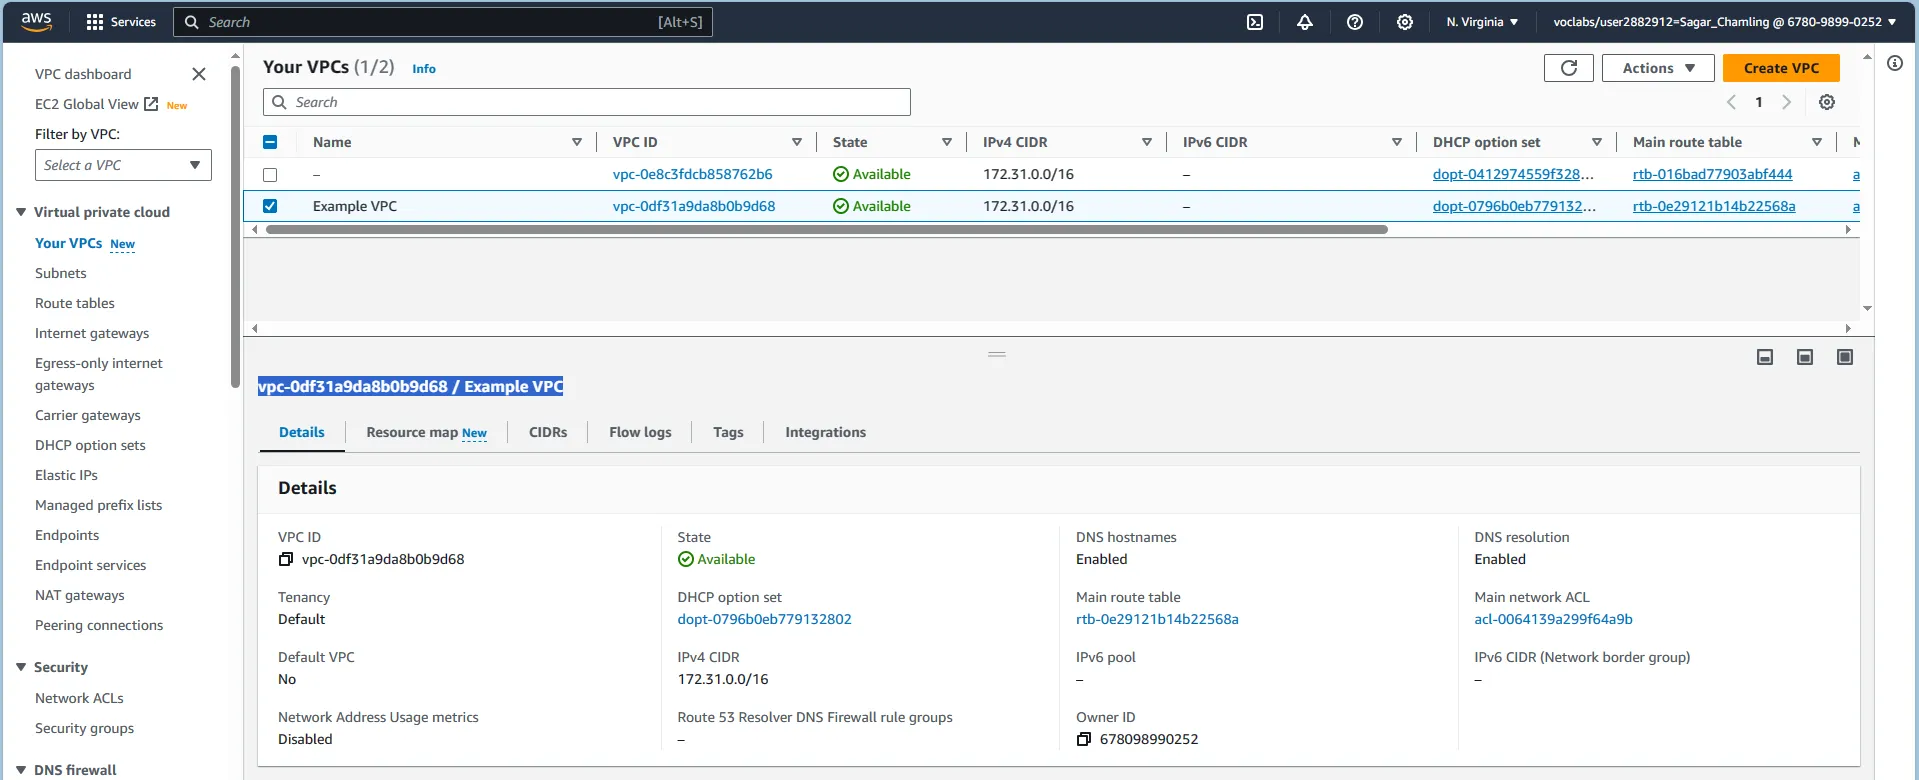 aws Services Search [Alt+S] N. Virginia voclabs/user2882912=Sagar_Chamling @ 6780-9899-0252
VPC dashboard
EC2 Global View New
Filter by VPC:
Select a VPC
Virtual private cloud
Your VPCs New
Subnets
Route tables
Internet gateways
Egress-only internet
gateways
Carrier gateways
DHCP option sets
Elastic IPs
Managed prefix lists
Endpoints
Endpoint services
NAT gateways
Peering connections
Security
Network ACLs
Security groups
DNS firewall
Your VPCs (1/2) Info Actions Create VPC
Search 1
Name VPC ID State IPv4 CIDR IPv6 CIDR DHCP option set Main route table M
– vpc-0e8c3fdcb858762b6 Available 172.31.0.0/16 – dopt-0412974559f328... rtb-016bad77903abf444 a
Example VPC vpc-0df31a9da8b0b9d68 Available 172.31.0.0/16 – dopt-0796b0eb779132... rtb-0e29121b14b22568a a
vpc-0df31a9da8b0b9d68 / Example VPC
Details Resource map New CIDRs Flow logs Tags Integrations
Details
VPC ID State DNS hostnames DNS resolution
vpc-0df31a9da8b0b9d68 Available Enabled Enabled
Tenancy DHCP option set Main route table Main network ACL
Default dopt-0796b0eb779132802 rtb-0e29121b14b22568a acl-0064139a299f64a9b
Default VPC IPv4 CIDR IPv6 pool IPv6 CIDR (Network border group)
No 172.31.0.0/16 – –
Network Address Usage metrics Route 53 Resolver DNS Firewall rule groups Owner ID
Disabled – 678098990252